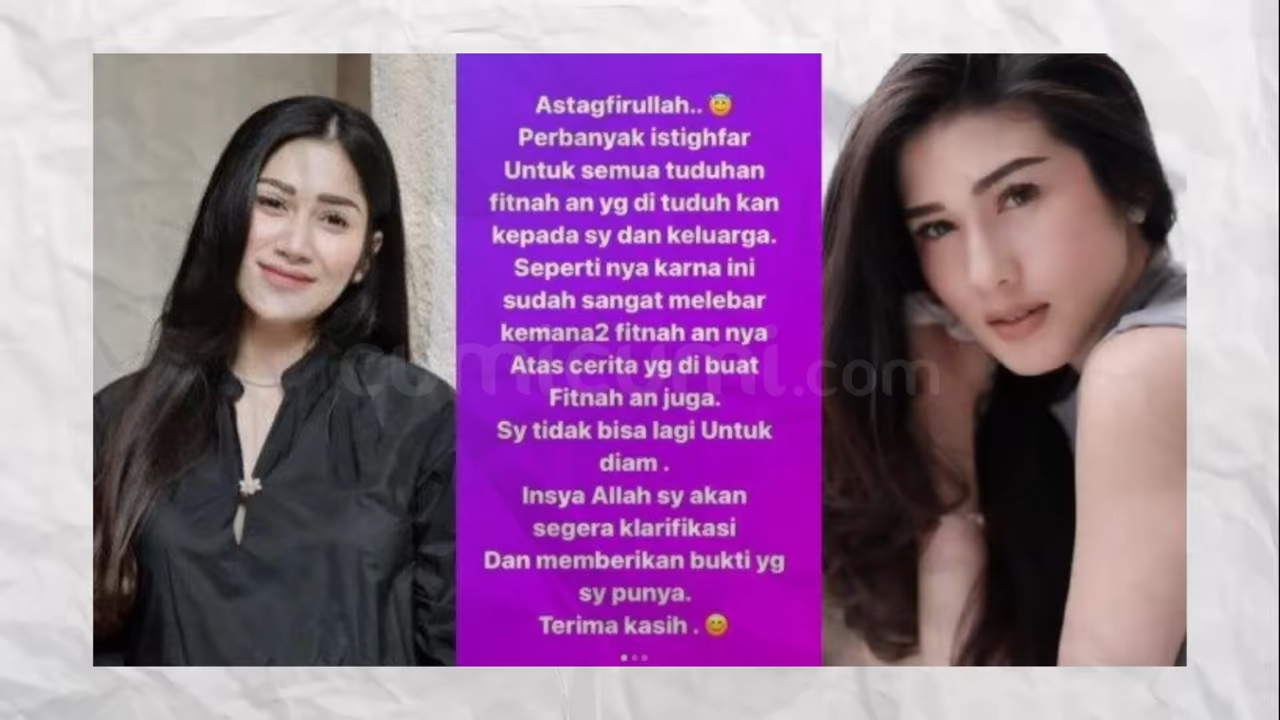 Astagfirullah.. 😇
Perbanyak istighfar
Untuk semua tuduhan
fitnah an yg di tuduh kan
kepada sy dan keluarga.
Seperti nya karna ini
sudah sangat melebar
kemana2 fitnah an nya
Atas cerita yg di buat
Fitnah an juga.
Sy tidak bisa lagi Untuk
diam .
Insya Allah sy akan
segera klarifikasi
Dan memberikan bukti yg
sy punya.
Terima kasih . 😊
cumicumi.com